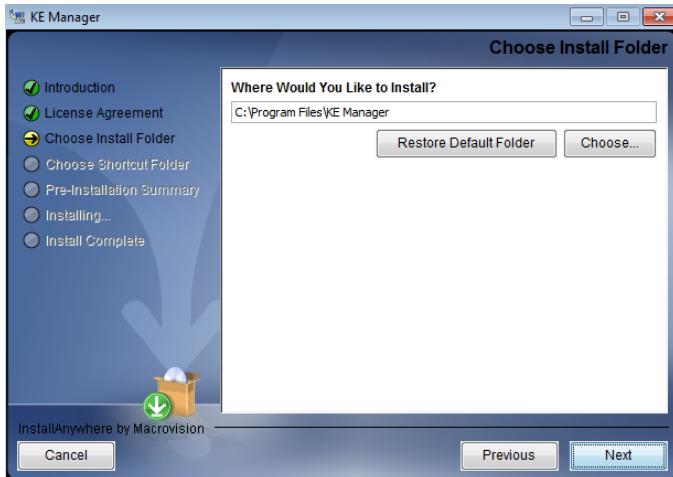 KE Manager
Choose Install Folder
Introduction
License Agreement
Choose Install Folder
Choose Shortcut Folder
Pre-Installation Summary
Installing...
Install Complete
Where Would You Like to Install?
C:\Program Files\KE Manager
Restore Default Folder
Choose...
InstallAnywhere by Macrovision
Cancel
Previous
Next